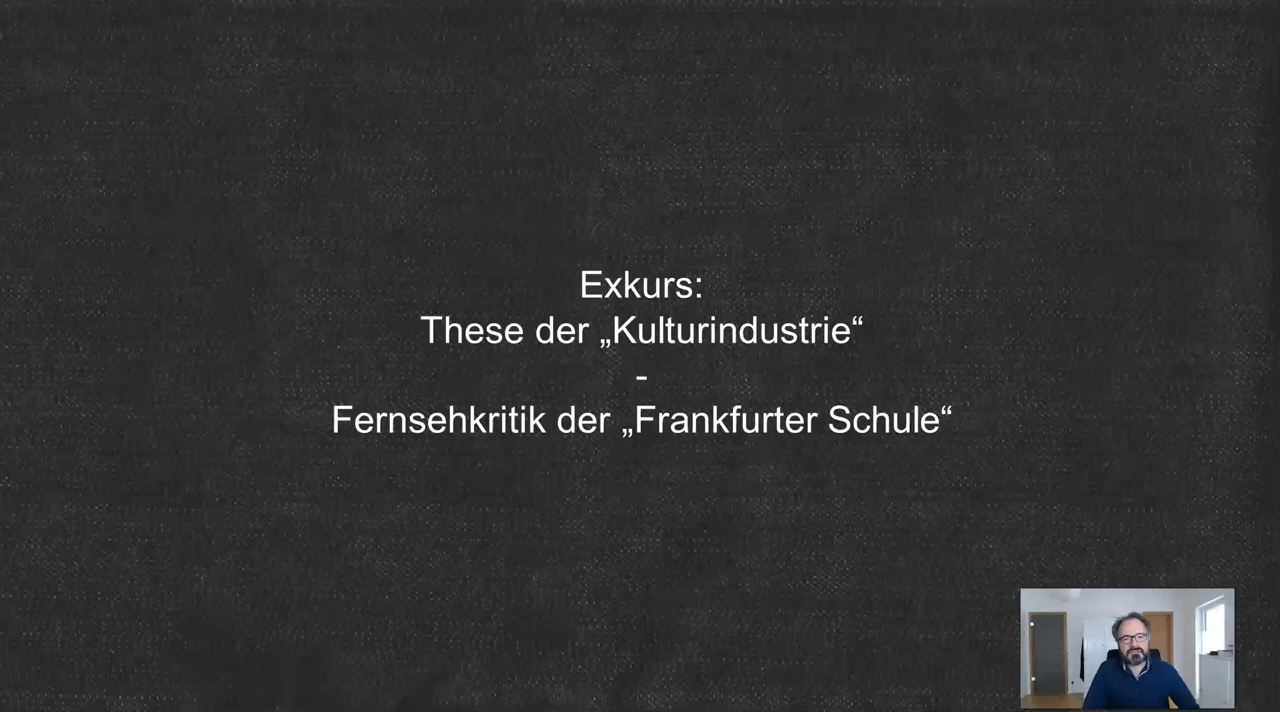 Exkurs:
These der „Kulturindustrie“
-
Fernsehkritik der „Frankfurter Schule“